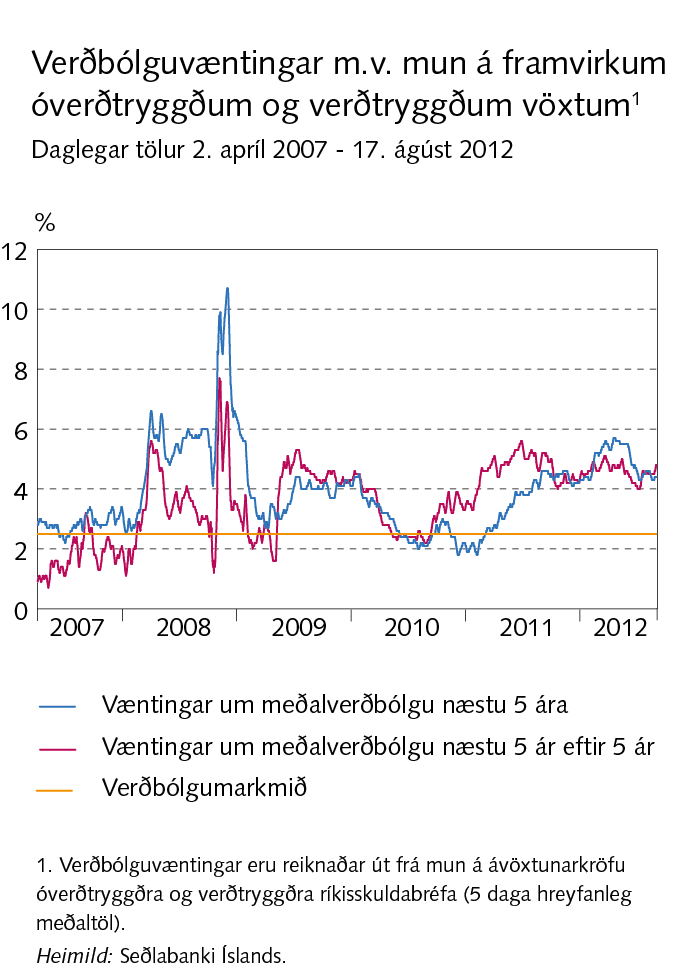 Verðbólguvæntingar m.v. mun á framvirkum
óverðtryggðum og verðtryggðum vöxtum¹
Daglegar tölur 2. apríl 2007 - 17. ágúst 2012
%
12
10
8
6
4
2
0
2007 2008 2009 2010 2011 2012
Væntingar um meðalverðbólgu næstu 5 ára
Væntingar um meðalverðbólgu næstu 5 ár eftir 5 ár
Verðbólgumarkmið
1. Verðbólguvæntingar eru reiknaðar út frá mun á ávöxtunarkröfu
óverðtryggðra og verðtryggðra ríkisskuldabréfa (5 daga hreyfanleg
meðaltöl).
Heimild: Seðlabanki Íslands.